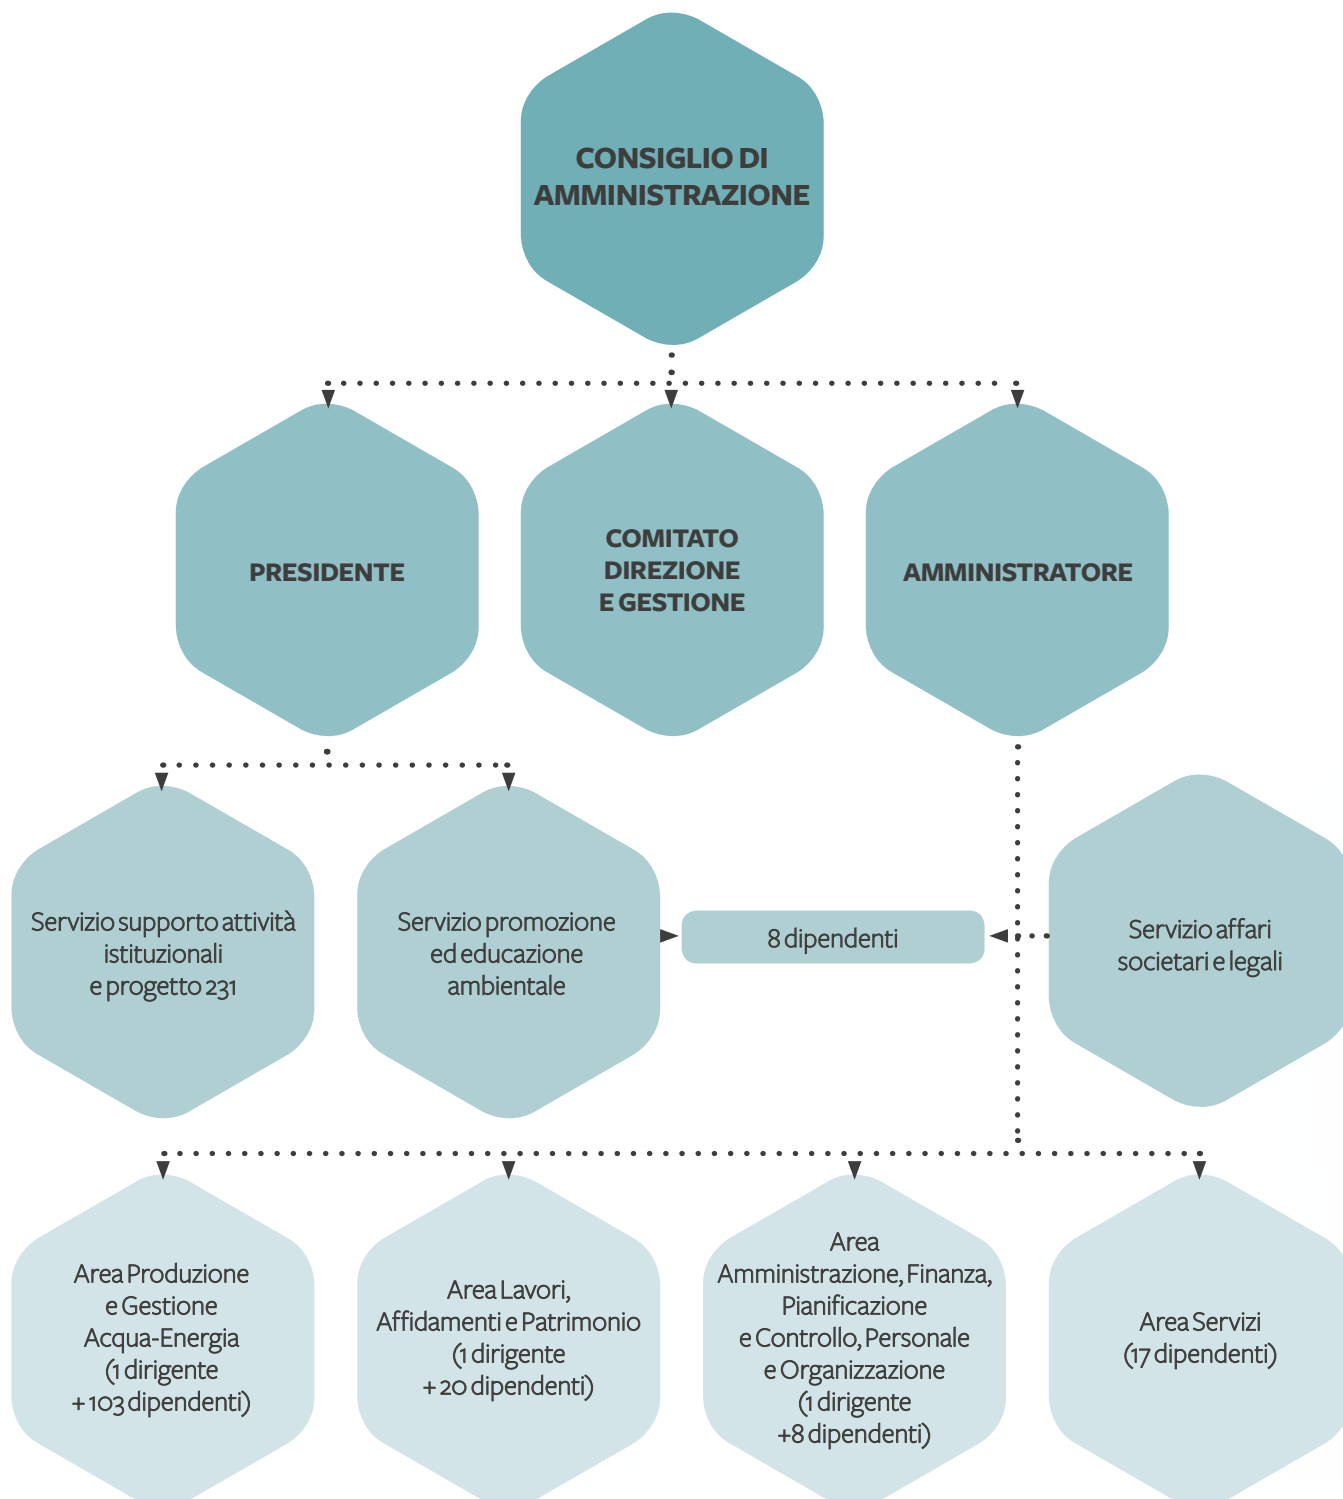 CONSIGLIO DI
AMMINISTRAZIONE
PRESIDENTE
COMITATO
DIREZIONE
E GESTIONE
AMMINISTRATORE
Servizio supporto attività
istituzionali
e progetto 231
Servizio promozione
ed educazione
ambientale
8 dipendenti
Servizio affari
societari e legali
Area Produzione
e Gestione
Acqua-Energia
(1 dirigente
+ 103 dipendenti)
Area Lavori,
Affidamenti e Patrimonio
(1 dirigente
+ 20 dipendenti)
Area
Amministrazione, Finanza,
Pianificazione
e Controllo, Personale
e Organizzazione
(1 dirigente
+8 dipendenti)
Area Servizi
(17 dipendenti)